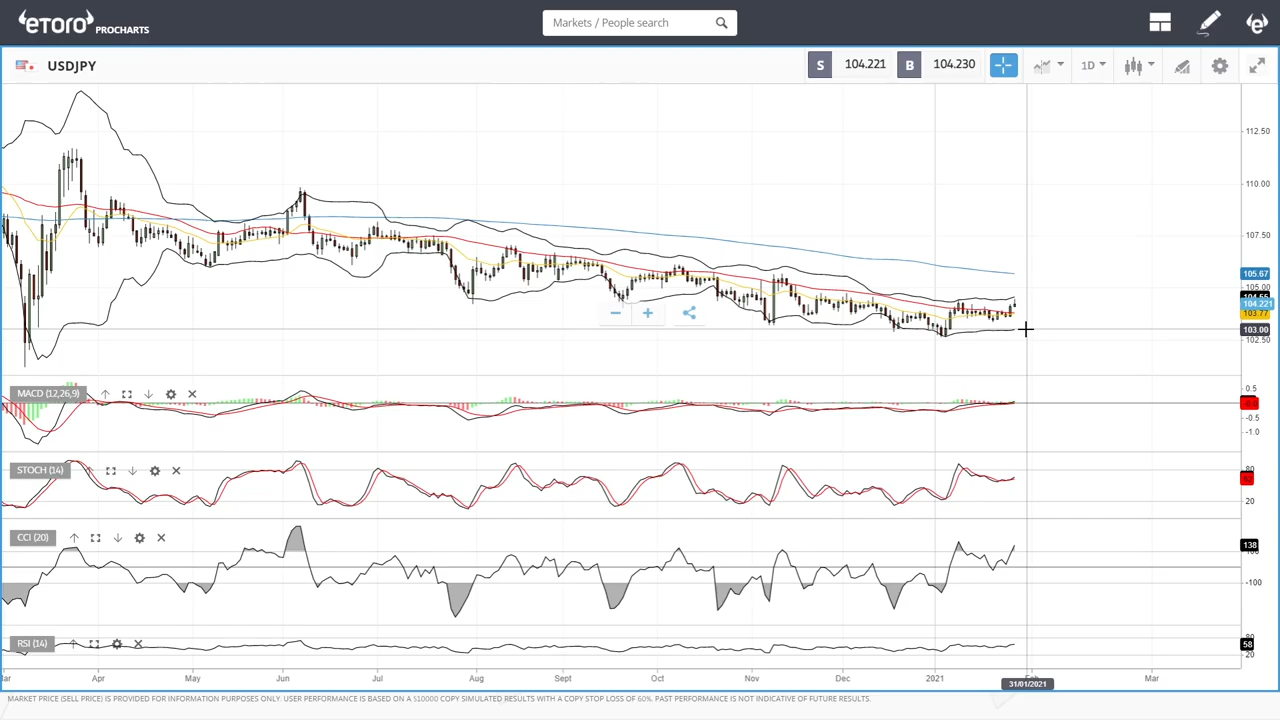 eToro PROCHARTS
Markets / People search
USDJPY
S 104.221 B 104.230
1D
112.50
110.00
107.50
105.67
105.00
104.221
103.77
103.00
102.50
MACD (12,26,9)
0.5
-0.5
-1.0
STOCH (14)
80
20
CCI (20)
138
-100
RSI (14)
58
20
Apr May Jun Jul Aug Sept Oct Nov Dec 2021 Mar
31/01/2021
MARKET PRICE (SELL PRICE) IS PROVIDED FOR INFORMATION PURPOSES ONLY. USER PERFORMANCE IS BASED ON A $10000 COPY SIMULATED RESULTS WITH A COPY STOP LOSS OF 60%. PAST PERFORMANCE IS NOT INDICATIVE OF FUTURE RESULTS.